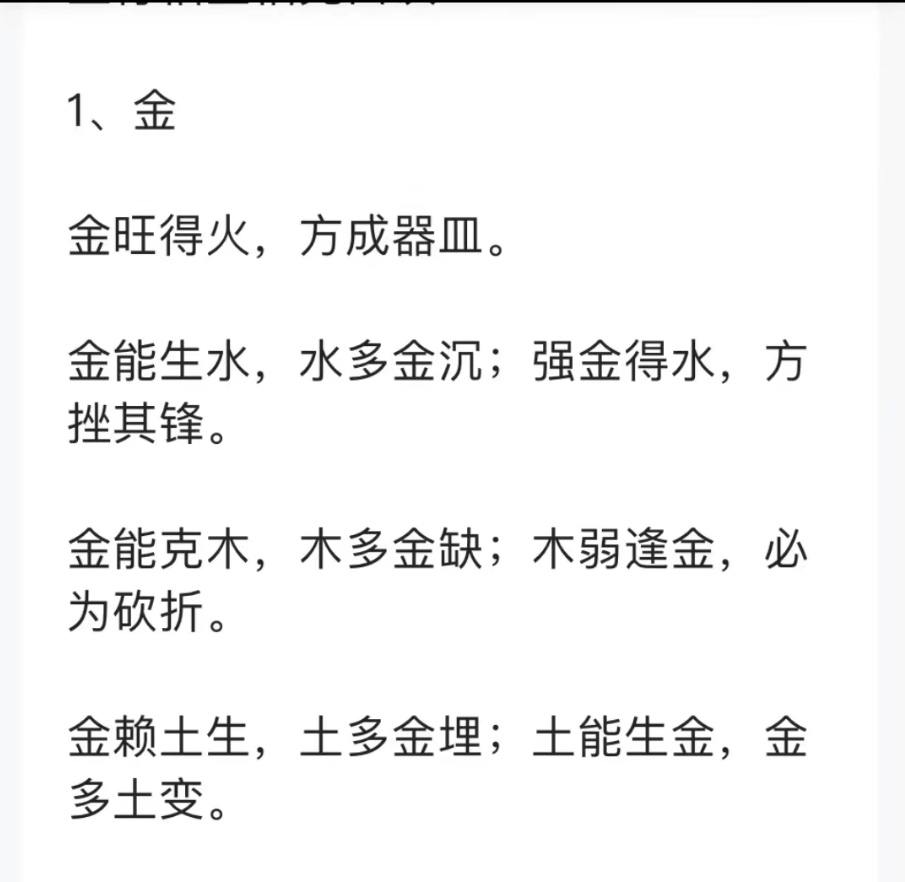 1、金
金旺得火，方成器皿。
金能生水，水多金沉；强金得水，方
挫其锋。
金能克木，木多金缺；木弱逢金，必
为砍折。
金赖土生，土多金埋；土能生金，金
多土变。